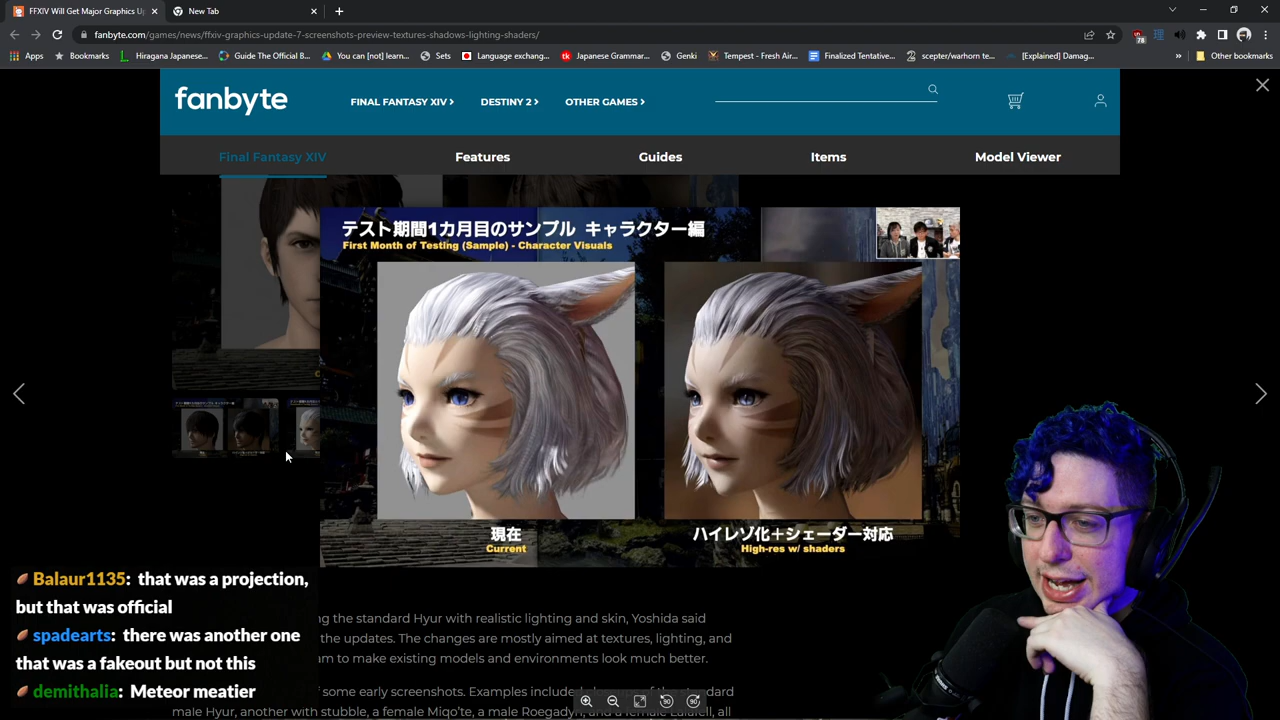 FFXIV Will Get Major Graphics Up
New Tab
fanbyte.com/games/news/ffxiv-graphics-update-7-screenshots-preview-textures-shadows-lighting-shaders/
78
Apps
Bookmarks
Hiragana Japanese...
Guide The Official B...
You can [not] learn...
Sets
Language exchang...
Japanese Grammar...
Genki
Tempest - Fresh Air...
Finalized Tentative...
scepter/warhorn te...
[Explained] Damag...
Other bookmarks
fanbyte
FINAL FANTASY XIV
DESTINY 2
OTHER GAMES
Final Fantasy XIV
Features
Guides
Items
Model Viewer
テスト期間1カ月目のサンプル キャラクター編
First Month of Testing (Sample) - Character Visuals
現在
Current
ハイレゾ化+シェーダー対応
High-res w/ shaders
Balaur1135: that was a projection,
but that was official
spadearts: there was another one
that was a fakeout but not this
demithalia: Meteor meatier
ng the standard Hyur with realistic lighting and skin, Yoshida said
the updates. The changes are mostly aimed at textures, lighting, and
am to make existing models and environments look much better.
some early screenshots. Examples include
male Hyur, another with stubble, a female Miqo'te, a male Roegadyn, and a female Lalafell, all
90
90